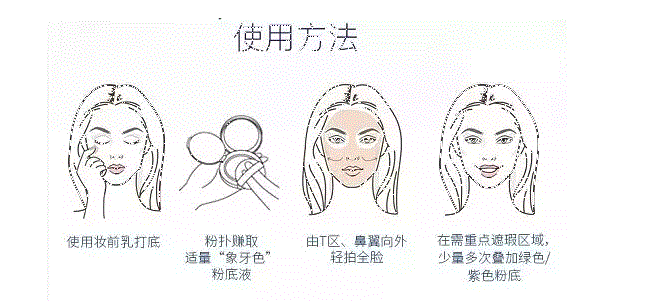 使用方法
使用妆前乳打底
粉扑赚取
适量“象牙色”
粉底液
由T区、鼻翼向外
轻拍全脸
在需重点遮瑕区域，
少量多次叠加绿色/
紫色粉底